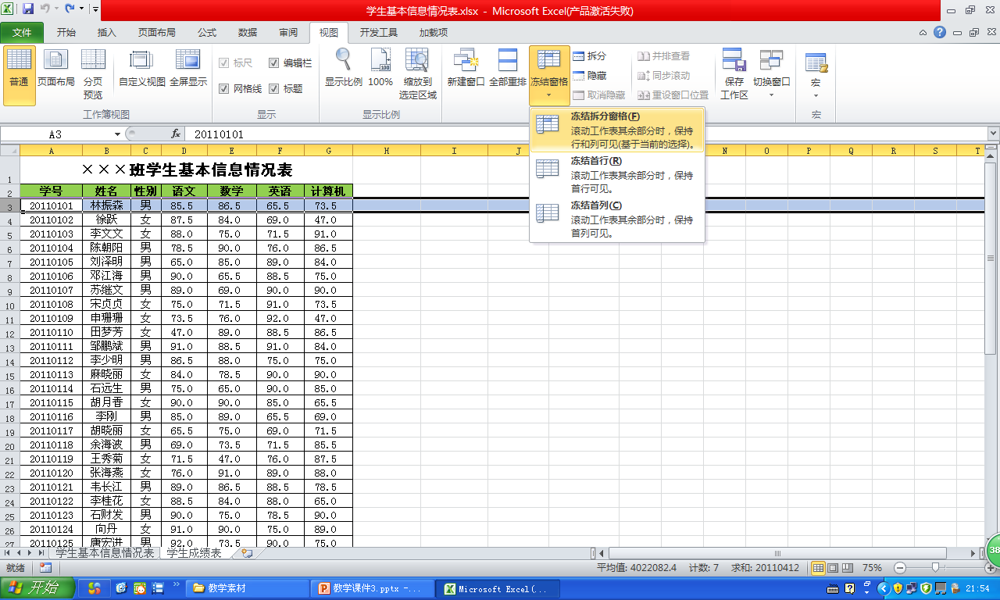 学生基本信息情况表.xlsx - Microsoft Excel(产品激活失败)
文件 开始 插入 页面布局 公式 数据 审阅 视图 开发工具 加载项
普通 页面布局 分页预览 自定义视图 全屏显示
工作簿视图
标尺 编辑栏
网格线 标题
显示
显示比例 100% 缩放到选定区域
显示比例
新建窗口 全部重排 冻结窗格
拆分
隐藏
取消隐藏
并排查看
同步滚动
重设窗口位置
保存工作区 切换窗口
宏
宏
冻结拆分窗格(F)
滚动工作表其余部分时，保持
行和列可见(基于当前的选择)。
冻结首行(R)
滚动工作表其余部分时，保持
首行可见。
冻结首列(C)
滚动工作表其余部分时，保持
首列可见。
A3 fx 20110101
A B C D E F G H I J N O P Q R S T
1 ×××班学生基本信息情况表
2 学号 姓名 性别 语文 数学 英语 计算机
3 20110101 林振森 男 85.5 86.5 65.5 73.5
4 20110102 徐跃 女 87.5 84.0 69.0 47.0
5 20110103 李文文 女 88.0 75.0 71.5 91.0
6 20110104 陈朝阳 男 78.5 90.0 76.0 86.5
7 20110105 刘泽明 男 65.0 85.0 89.0 84.0
8 20110106 邓江海 男 90.0 65.5 88.5 75.0
9 20110107 苏继文 男 89.0 69.0 90.0 90.0
10 20110108 宋贞贞 女 75.0 71.5 91.0 73.5
11 20110109 申珊珊 女 73.5 76.0 92.0 47.0
12 20110110 田梦芳 女 47.0 89.0 88.5 86.5
13 20110111 邹鹏斌 男 91.0 88.5 91.0 84.0
14 20110112 李少明 男 86.5 88.0 75.0 75.0
15 20110113 麻晓丽 女 84.0 78.5 90.0 90.0
16 20110114 石远生 男 75.0 65.0 90.0 85.0
17 20110115 胡月香 女 90.0 90.0 85.0 65.5
18 20110116 李刚 男 85.0 89.0 65.5 69.0
19 20110117 胡晓丽 女 65.5 75.0 69.0 71.5
20 20110118 余海波 男 69.0 73.5 71.5 85.5
21 20110119 王秀菊 女 71.5 47.0 76.0 87.5
22 20110120 张海燕 女 76.0 91.0 89.0 88.0
23 20110121 韦长江 男 89.0 86.5 88.5 78.5
24 20110122 李桂花 女 88.5 84.0 88.0 65.0
25 20110123 石财发 男 90.0 75.0 78.5 90.0
26 20110124 向丹 女 91.0 90.0 75.0 89.0
27 20110125 唐宏进 男 92.0 73.5 90.0 75.0
学生基本信息情况表 学生成绩表
38
就绪 平均值: 4022082.4 计数: 7 求和: 20110412 75%
开始 教学素材 教学课件3.pptx -... Microsoft Excel(... 21:54